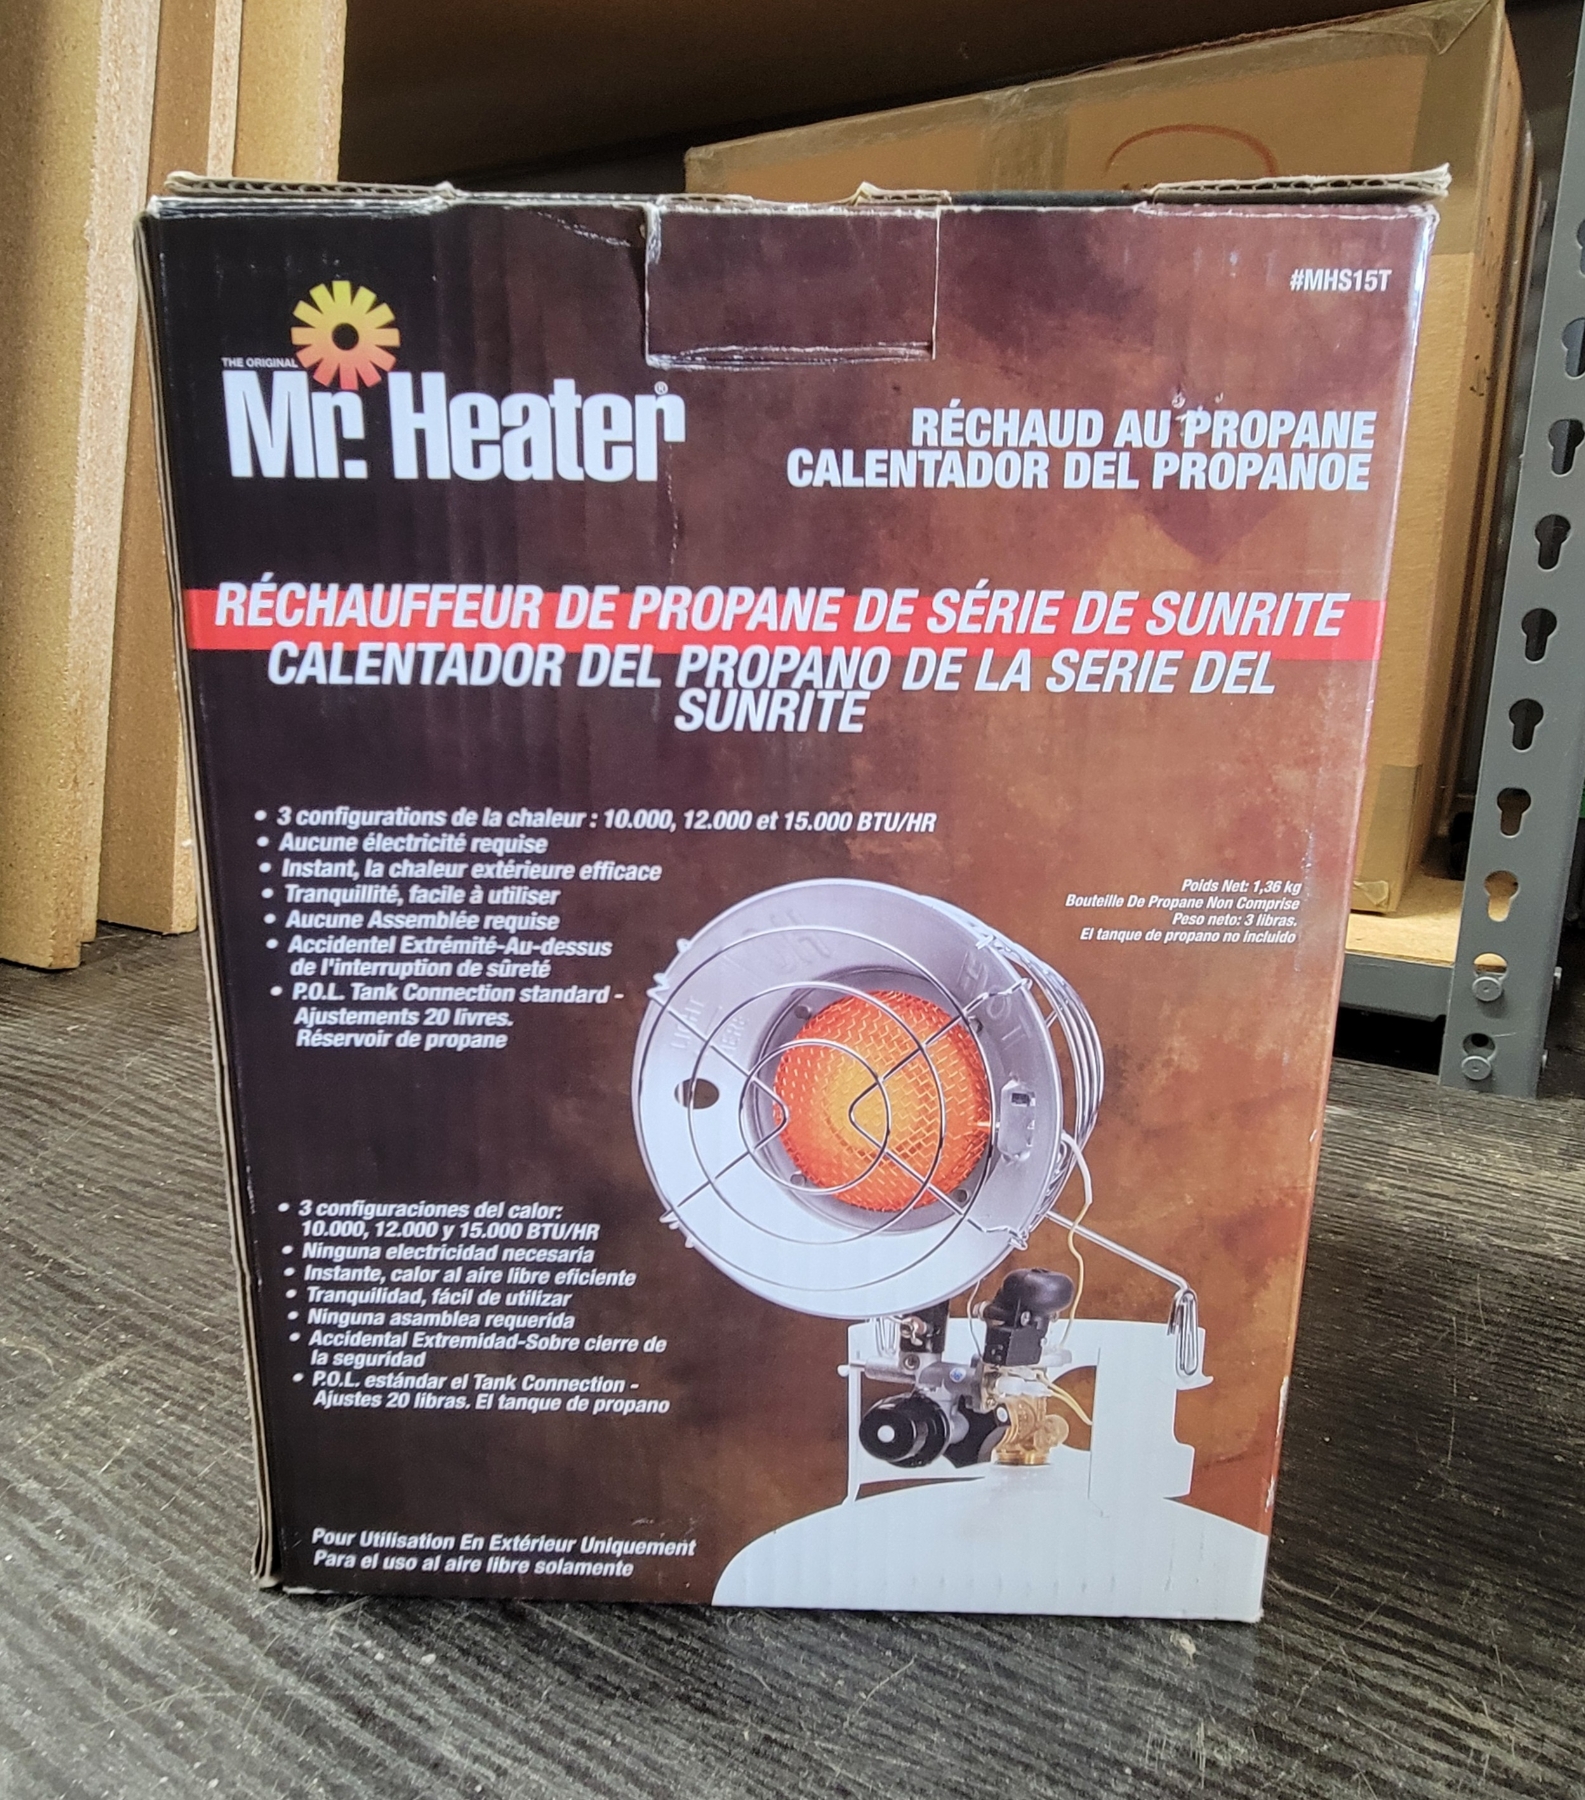 #MHS15T
THE ORIGINAL
Mr. Heater®
RÉCHAUD AU PROPANE
CALENTADOR DEL PROPANOE
RÉCHAUFFEUR DE PROPANE DE SÉRIE DE SUNRITE
CALENTADOR DEL PROPANO DE LA SERIE DEL
SUNRITE
• 3 configurations de la chaleur : 10.000, 12.000 et 15.000 BTU/HR
• Aucune électricité requise
• Instant, la chaleur extérieure efficace
• Tranquillité, facile à utiliser
• Aucune Assemblée requise
• Accidentel Extrémité-Au-dessus
de l'interruption de sûreté
• P.O.L. Tank Connection standard -
Ajustements 20 livres.
Réservoir de propane
Poids Net: 1,36 kg
Bouteille De Propane Non Comprise
Peso neto: 3 libras.
El tanque de propano no incluido
LIGHT
HERE
• 3 configuraciones del calor:
10.000, 12.000 y 15.000 BTU/HR
• Ninguna electricidad necesaria
• Instante, calor al aire libre eficiente
• Tranquilidad, fácil de utilizar
• Ninguna asamblea requerida
• Accidental Extremidad-Sobre cierre de
la seguridad
• P.O.L. estándar el Tank Connection -
Ajustes 20 libras. El tanque de propano
Pour Utilisation En Extérieur Uniquement
Para el uso al aire libre solamente